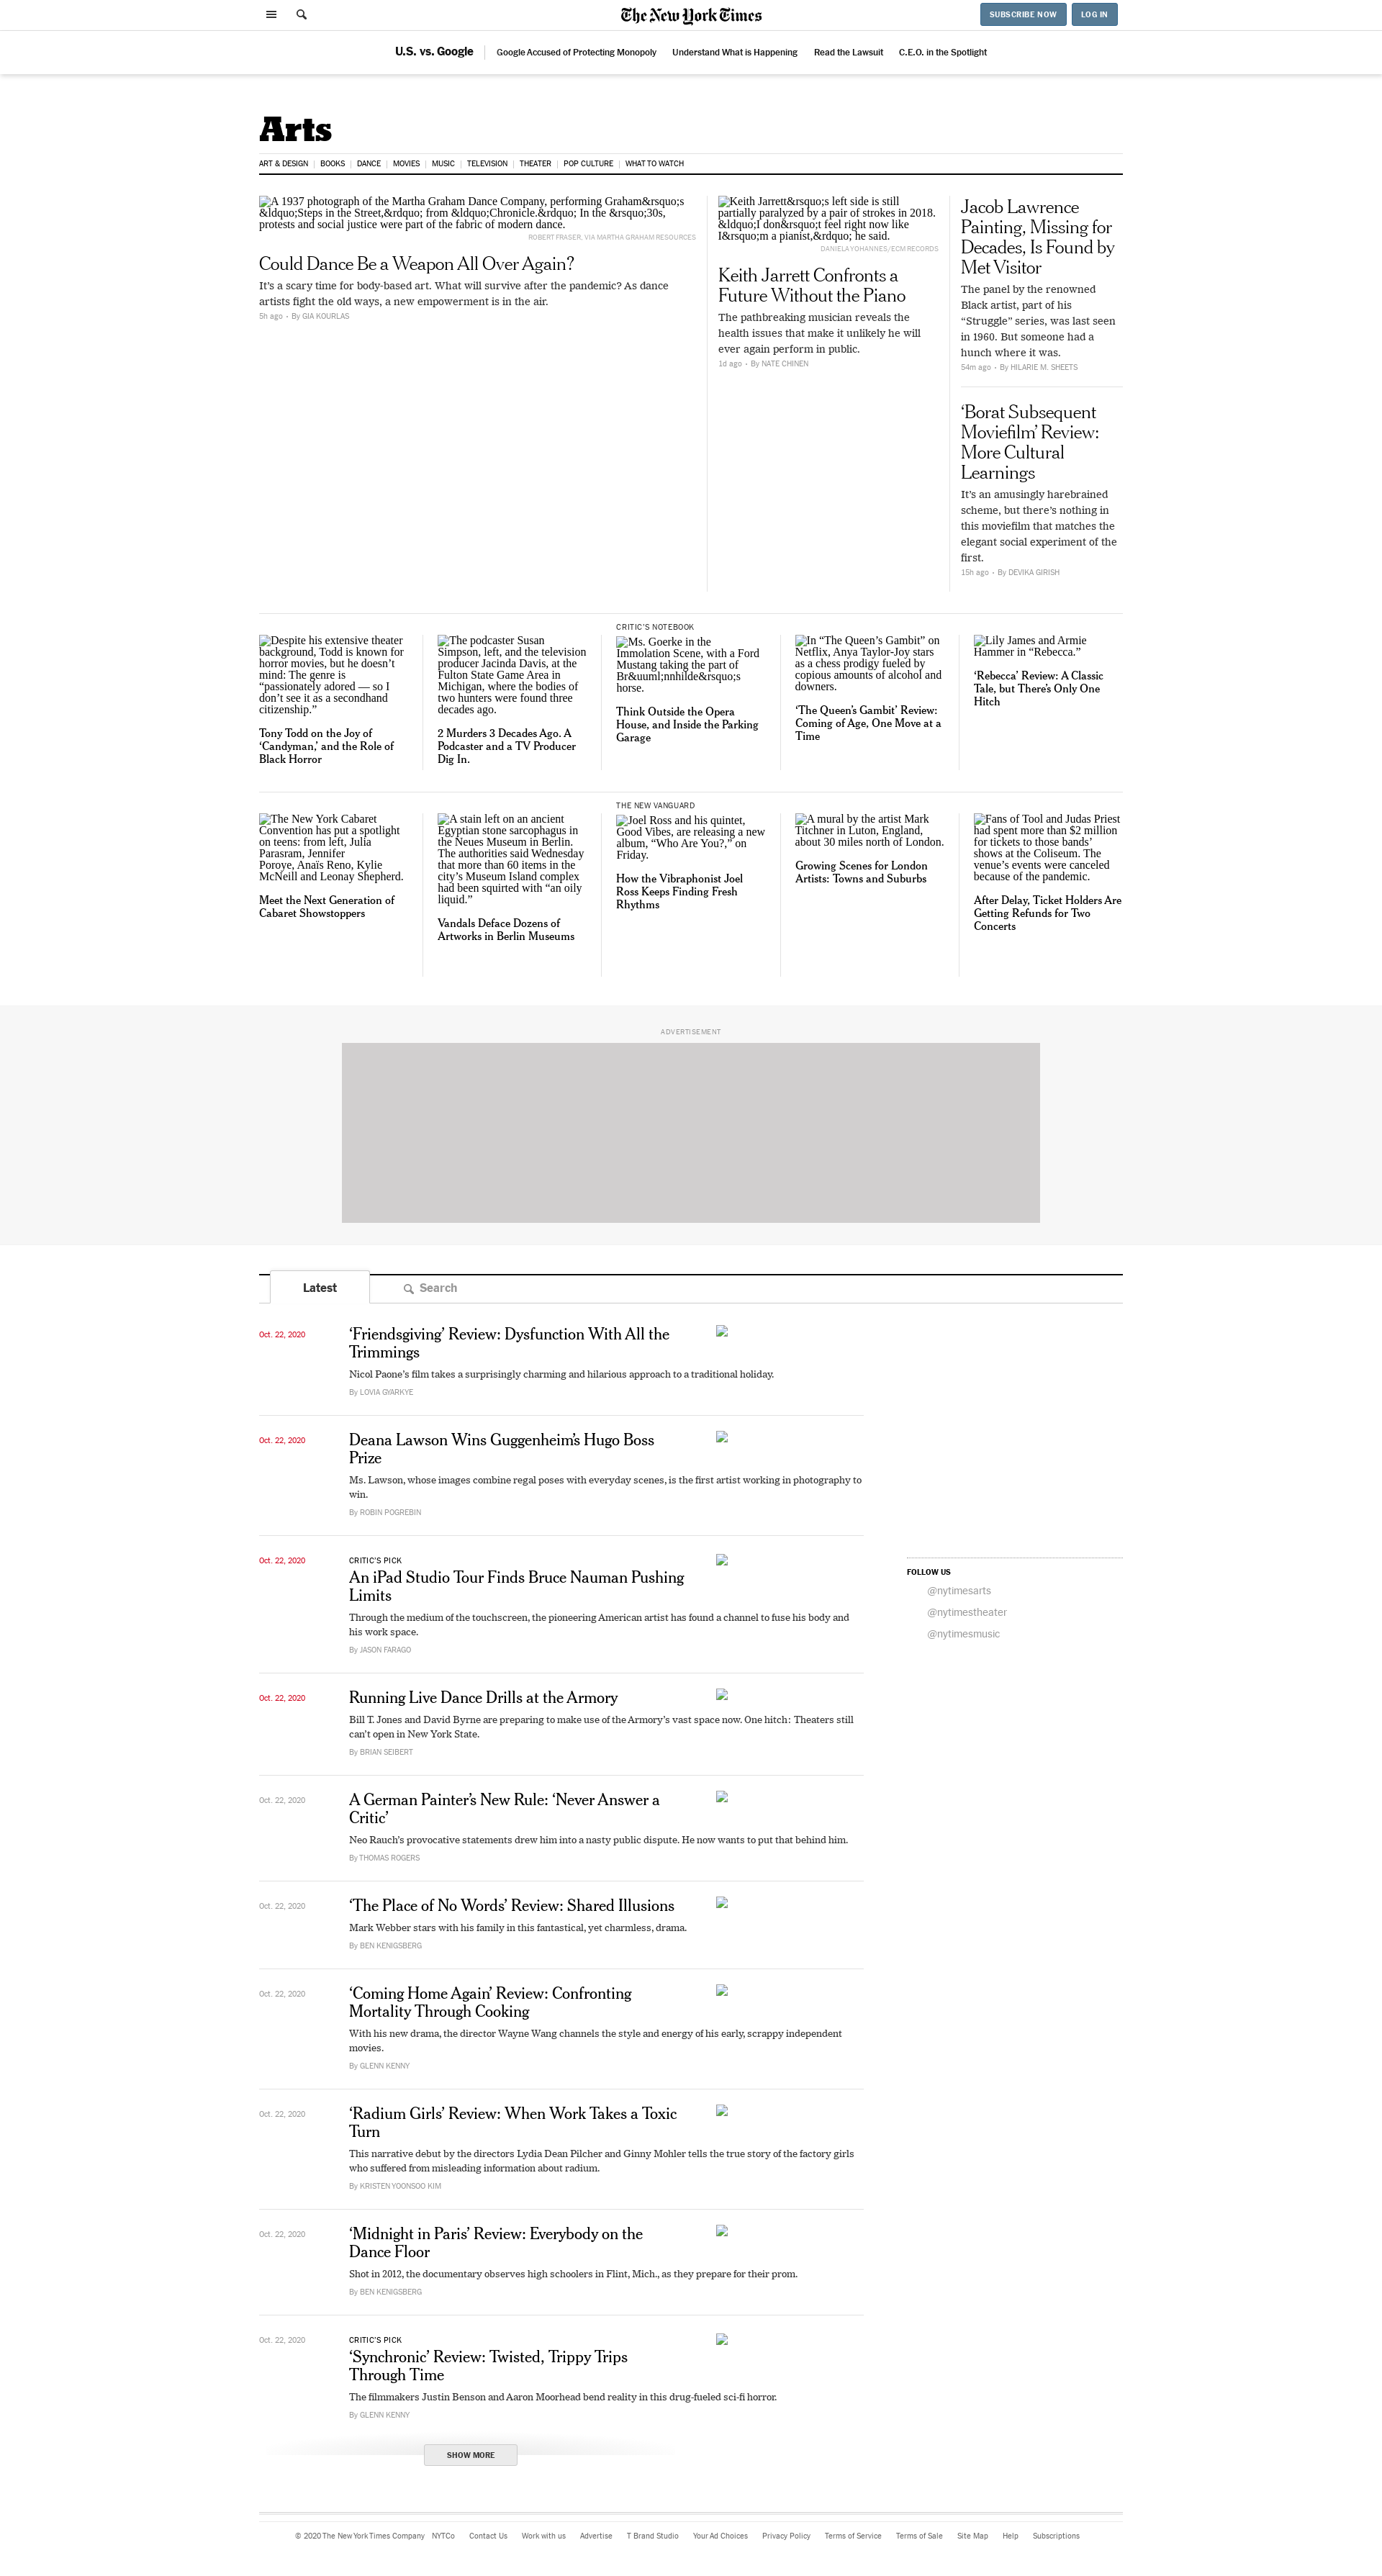 The New York Times
SUBSCRIBE NOW
LOG IN
U.S. vs. Google
Google Accused of Protecting Monopoly
Understand What is Happening
Read the Lawsuit
C.E.O. in the Spotlight
Arts
ART & DESIGN
BOOKS
DANCE
MOVIES
MUSIC
TELEVISION
THEATER
POP CULTURE
WHAT TO WATCH
A 1937 photograph of the Martha Graham Dance Company, performing Graham&rsquo;s
&ldquo;Steps in the Street,&rdquo; from &ldquo;Chronicle.&rdquo; In the &rsquo;30s,
protests and social justice were part of the fabric of modern dance.
ROBERT FRASER, VIA MARTHA GRAHAM RESOURCES
Could Dance Be a Weapon All Over Again?
It's a scary time for body-based art. What will survive after the pandemic? As dance
artists fight the old ways, a new empowerment is in the air.
5h ago • By GIA KOURLAS
Keith Jarrett&rsquo;s left side is still
partially paralyzed by a pair of strokes in 2018.
&ldquo;I don&rsquo;t feel right now like
I&rsquo;m a pianist,&rdquo; he said.
DANIELA YOHANNES/ECM RECORDS
Keith Jarrett Confronts a
Future Without the Piano
The pathbreaking musician reveals the
health issues that make it unlikely he will
ever again perform in public.
1d ago • By NATE CHINEN
Jacob Lawrence
Painting, Missing for
Decades, Is Found by
Met Visitor
The panel by the renowned
Black artist, part of his
“Struggle” series, was last seen
in 1960. But someone had a
hunch where it was.
54m ago • By HILARIE M. SHEETS
‘Borat Subsequent
Moviefilm’ Review:
More Cultural
Learnings
It’s an amusingly harebrained
scheme, but there’s nothing in
this moviefilm that matches the
elegant social experiment of the
first.
15h ago • By DEVIKA GIRISH
Despite his extensive theater
background, Todd is known for
horror movies, but he doesn’t
mind: The genre is
“passionately adored — so I
don’t see it as a secondhand
citizenship.”
Tony Todd on the Joy of
‘Candyman,’ and the Role of
Black Horror
The podcaster Susan
Simpson, left, and the television
producer Jacinda Davis, at the
Fulton State Game Area in
Michigan, where the bodies of
two hunters were found three
decades ago.
2 Murders 3 Decades Ago. A
Podcaster and a TV Producer
Dig In.
CRITIC’S NOTEBOOK
Ms. Goerke in the
Immolation Scene, with a Ford
Mustang taking the part of
Br&uuml;nnhilde&rsquo;s
horse.
Think Outside the Opera
House, and Inside the Parking
Garage
In “The Queen’s Gambit” on
Netflix, Anya Taylor-Joy stars
as a chess prodigy fueled by
copious amounts of alcohol and
downers.
‘The Queen’s Gambit’ Review:
Coming of Age, One Move at a
Time
Lily James and Armie
Hammer in “Rebecca.”
‘Rebecca’ Review: A Classic
Tale, but There’s Only One
Hitch
The New York Cabaret
Convention has put a spotlight
on teens: from left, Julia
Parasram, Jennifer
Poroye, Anaïs Reno, Kylie
McNeill and Leonay Shepherd.
Meet the Next Generation of
Cabaret Showstoppers
A stain left on an ancient
Egyptian stone sarcophagus in
the Neues Museum in Berlin.
The authorities said Wednesday
that more than 60 items in the
city’s Museum Island complex
had been squirted with “an oily
liquid.”
Vandals Deface Dozens of
Artworks in Berlin Museums
THE NEW VANGUARD
Joel Ross and his quintet,
Good Vibes, are releasing a new
album, “Who Are You?,” on
Friday.
How the Vibraphonist Joel
Ross Keeps Finding Fresh
Rhythms
A mural by the artist Mark
Titchner in Luton, England,
about 30 miles north of London.
Growing Scenes for London
Artists: Towns and Suburbs
Fans of Tool and Judas Priest
had spent more than $2 million
for tickets to those bands’
shows at the Coliseum. The
venue’s events were canceled
because of the pandemic.
After Delay, Ticket Holders Are
Getting Refunds for Two
Concerts
ADVERTISEMENT
Latest
Search
Oct. 22, 2020
‘Friendsgiving’ Review: Dysfunction With All the
Trimmings
Nicol Paone’s film takes a surprisingly charming and hilarious approach to a traditional holiday.
By LOVIA GYARKYE
Oct. 22, 2020
Deana Lawson Wins Guggenheim’s Hugo Boss
Prize
Ms. Lawson, whose images combine regal poses with everyday scenes, is the first artist working in photography to
win.
By ROBIN POGREBIN
Oct. 22, 2020
CRITIC’S PICK
An iPad Studio Tour Finds Bruce Nauman Pushing
Limits
Through the medium of the touchscreen, the pioneering American artist has found a channel to fuse his body and
his work space.
By JASON FARAGO
FOLLOW US
@nytimesarts
@nytimestheater
@nytimesmusic
Oct. 22, 2020
Running Live Dance Drills at the Armory
Bill T. Jones and David Byrne are preparing to make use of the Armory’s vast space now. One hitch: Theaters still
can’t open in New York State.
By BRIAN SEIBERT
Oct. 22, 2020
A German Painter’s New Rule: ‘Never Answer a
Critic’
Neo Rauch’s provocative statements drew him into a nasty public dispute. He now wants to put that behind him.
By THOMAS ROGERS
Oct. 22, 2020
‘The Place of No Words’ Review: Shared Illusions
Mark Webber stars with his family in this fantastical, yet charmless, drama.
By BEN KENIGSBERG
Oct. 22, 2020
‘Coming Home Again’ Review: Confronting
Mortality Through Cooking
With his new drama, the director Wayne Wang channels the style and energy of his early, scrappy independent
movies.
By GLENN KENNY
Oct. 22, 2020
‘Radium Girls’ Review: When Work Takes a Toxic
Turn
This narrative debut by the directors Lydia Dean Pilcher and Ginny Mohler tells the true story of the factory girls
who suffered from misleading information about radium.
By KRISTEN YOONSOO KIM
Oct. 22, 2020
‘Midnight in Paris’ Review: Everybody on the
Dance Floor
Shot in 2012, the documentary observes high schoolers in Flint, Mich., as they prepare for their prom.
By BEN KENIGSBERG
Oct. 22, 2020
CRITIC’S PICK
‘Synchronic’ Review: Twisted, Trippy Trips
Through Time
The filmmakers Justin Benson and Aaron Moorhead bend reality in this drug-fueled sci-fi horror.
By GLENN KENNY
SHOW MORE
© 2020 The New York Times Company
NYTCo
Contact Us
Work with us
Advertise
T Brand Studio
Your Ad Choices
Privacy Policy
Terms of Service
Terms of Sale
Site Map
Help
Subscriptions